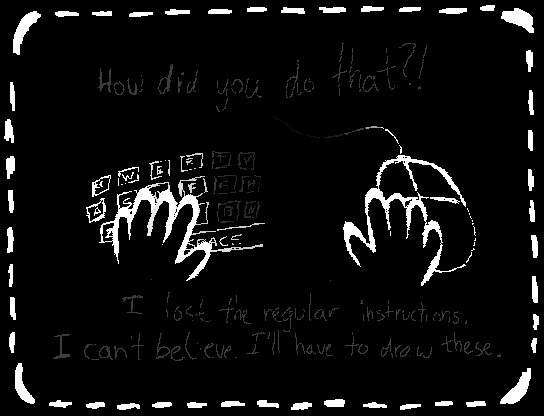 How did you do that?!
W E R T Y
A S F G H
B N
SPACE
I lost the regular instructions.
I can't believe I'll have to draw these.